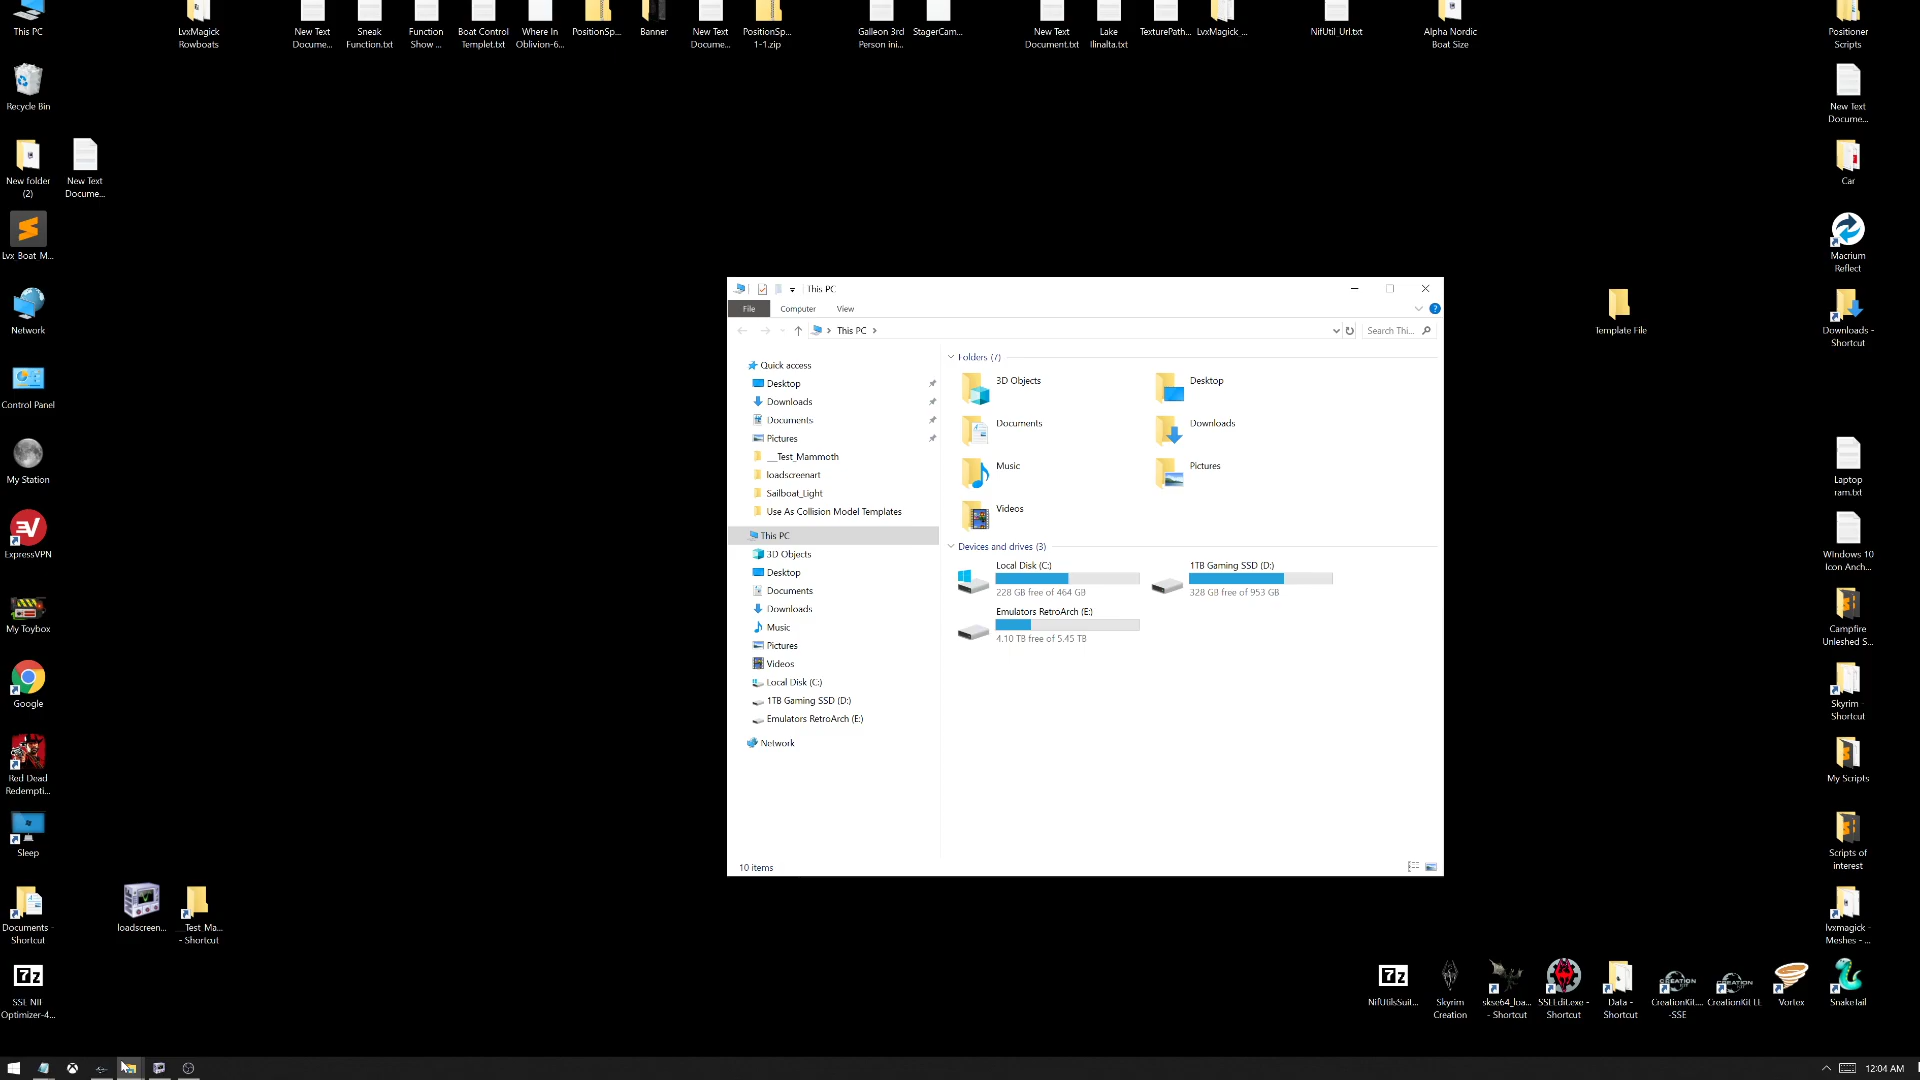 This PC
LvxMagick
Rowboats
New Text
Docume...
Sneak
Function.txt
Function
Show ...
Boat Control
Templet.txt
Where In
Oblivion-6...
PositionSp...
Banner
New Text
Docume...
PositionSp...
1-1.zip
Galleon 3rd
Person ini...
StagerCam...
New Text
Document.txt
Lake
Ilinalta.txt
TexturePath...
LvxMagick ...
NifUtil Url.txt
Alpha Nordic
Boat Size
Positioner
Scripts
Recycle Bin
New Text
Docume...
New folder
(2)
New Text
Docume...
Car
Lvx Boat M...
Macrium
Reflect
Network
Template File
Downloads -
Shortcut
Control Panel
My Station
Laptop
ram.txt
ExpressVPN
WIndows 10
Icon Anch...
My Toybox
Campfire
Unleshed S...
Google
Skyrim -
Shortcut
Red Dead
Redempti...
My Scripts
Sleep
Scripts of
interest
Documents -
Shortcut
loadscreen...
__Test_Ma...
- Shortcut
lvxmagick -
Meshes - ...
SSE NIf
Optimizer-4...
NifUtilsSuit...
Skyrim
Creation
skse64_loa...
- Shortcut
SSEEdit.exe -
Shortcut
Data -
Shortcut
CreationKit....
-SSE
CreationKit LE
Vortex
SnakeTail
This PC
File
Computer
View
This PC
Search Thi...
Quick access
Desktop
Downloads
Documents
Pictures
__Test_Mammoth
loadscreenart
Sailboat_Light
Use As Collision Model Templates
This PC
3D Objects
Desktop
Documents
Downloads
Music
Pictures
Videos
Local Disk (C:)
1TB Gaming SSD (D:)
Emulators RetroArch (E:)
Network
Folders (7)
3D Objects
Desktop
Documents
Downloads
Music
Pictures
Videos
Devices and drives (3)
Local Disk (C:)
228 GB free of 464 GB
1TB Gaming SSD (D:)
328 GB free of 953 GB
Emulators RetroArch (E:)
4.10 TB free of 5.45 TB
10 items
12:04 AM